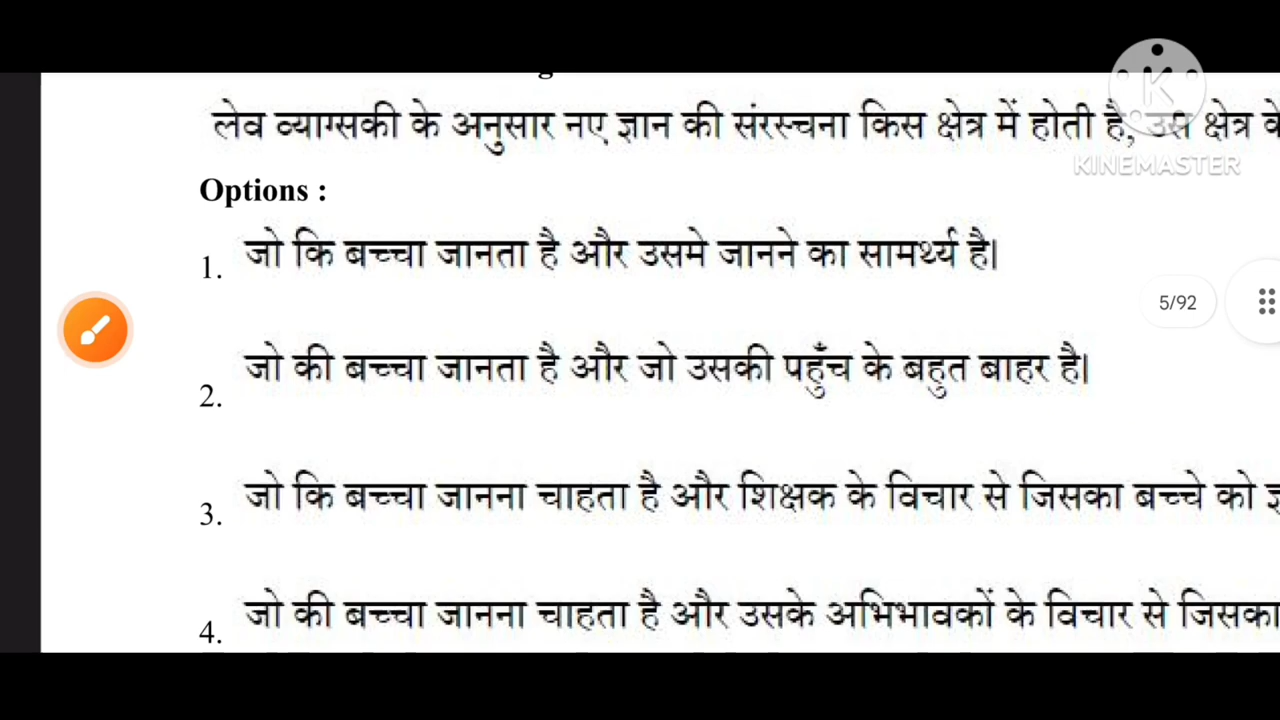 लेव व्याग्सकी के अनुसार नए ज्ञान की संरस्चना किस क्षेत्र में होती है, उस क्षेत्र के
KINEMASTER
Options :
1. जो कि बच्चा जानता है और उसमे जानने का सामर्थ्य है।
5/92
2. जो की बच्चा जानता है और जो उसकी पहुँच के बहुत बाहर है।
3. जो कि बच्चा जानना चाहता है और शिक्षक के विचार से जिसका बच्चे को
4. जो की बच्चा जानना चाहता है और उसके अभिभावकों के विचार से जिसका